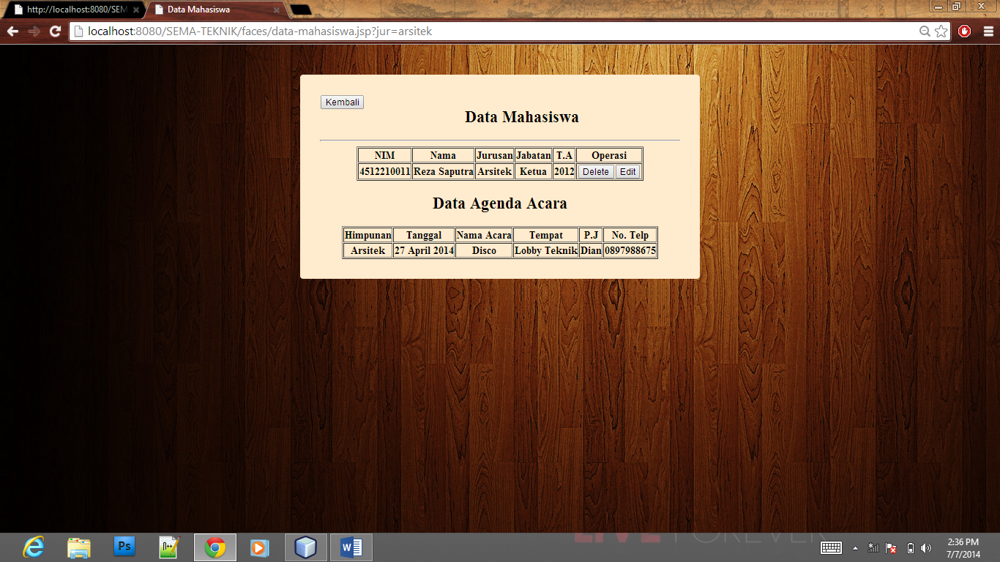 http://localhost:8080/SEM
Data Mahasiswa
localhost:8080/SEMA-TEKNIK/faces/data-mahasiswa.jsp?jur=arsitek
Kembali
Data Mahasiswa
NIM Nama Jurusan Jabatan T.A Operasi
4512210011 Reza Saputra Arsitek Ketua 2012 Delete Edit
Data Agenda Acara
Himpunan Tanggal Nama Acara Tempat P.J No. Telp
Arsitek 27 April 2014 Disco Lobby Teknik Dian 0897988675
LIVE FOREVER
Ps
N++
W
2:36 PM
7/7/2014